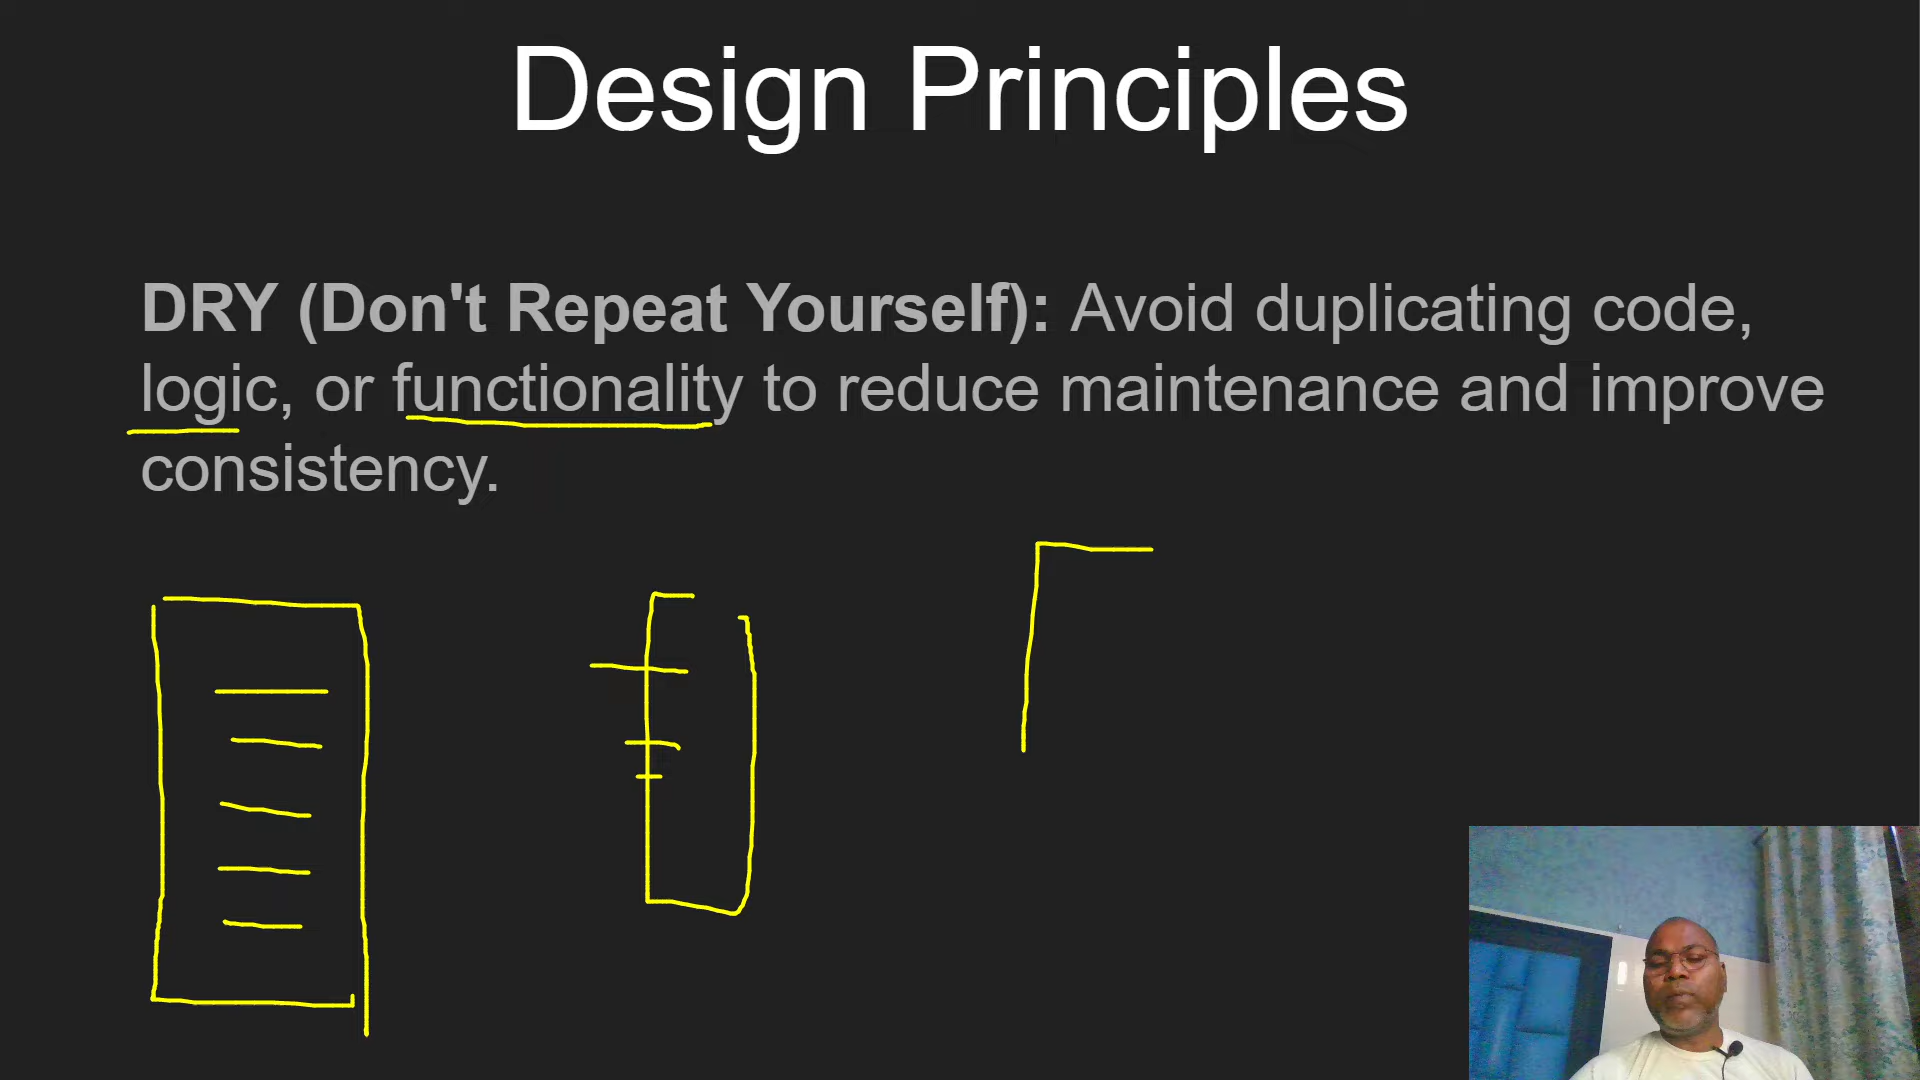 Design Principles
DRY (Don't Repeat Yourself): Avoid duplicating code,
logic, or functionality to reduce maintenance and improve
consistency.